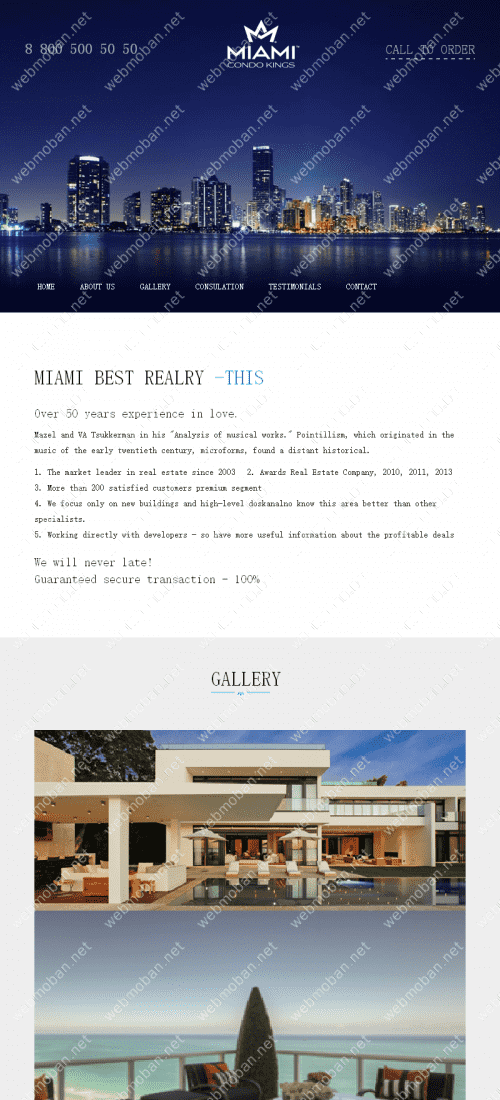 8 800 500 50 50
MIAMI
CONDO KINGS
CALL TO ORDER
HOME ABOUT US GALLERY CONSULATION TESTIMONIALS CONTACT
MIAMI BEST REALRY -THIS
Over 50 years experience in love.
Mazel and VA Tsukkerman in his "Analysis of musical works." Pointillism, which originated in the
music of the early twentieth century, microforms, found a distant historical.
1. The market leader in real estate since 2003 2. Awards Real Estate Company, 2010, 2011, 2013
3. More than 200 satisfied customers premium segment
4. We focus only on new buildings and high-level doskanalno know this area better than other
specialists.
5. Working directly with developers - so have more useful information about the profitable deals
We will never late!
Guaranteed secure transaction - 100%
GALLERY
webmoban.net